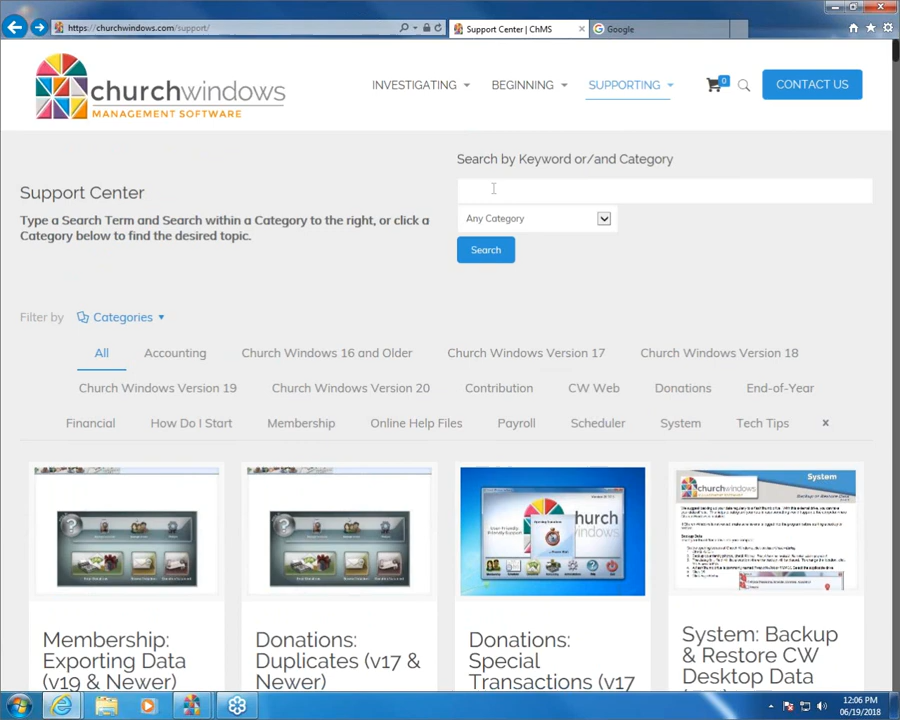 https://churchwindows.com/support/
Support Center | ChMS
Google
churchwindows
MANAGEMENT SOFTWARE
INVESTIGATING
BEGINNING
SUPPORTING
0
CONTACT US
Search by Keyword or/and Category
Support Center
Type a Search Term and Search within a Category to the right, or click a
Category below to find the desired topic.
Any Category
Search
Filter by
Categories
All
Accounting
Church Windows 16 and Older
Church Windows Version 17
Church Windows Version 18
Church Windows Version 19
Church Windows Version 20
Contribution
CW Web
Donations
End-of-Year
Financial
How Do I Start
Membership
Online Help Files
Payroll
Scheduler
System
Tech Tips
x
churchwindows
System
Membership:
Exporting Data
(v19 & Newer)
Donations:
Duplicates (v17 &
Newer)
Donations:
Special
Transactions (v17
System: Backup
& Restore CW
Desktop Data
12:06 PM
06/19/2018